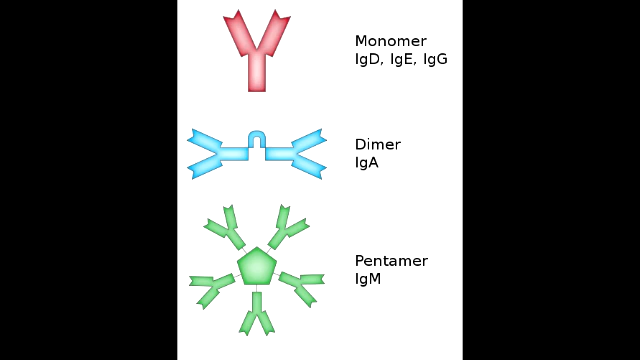 Monomer
IgD, IgE, IgG
Dimer
IgA
Pentamer
IgM